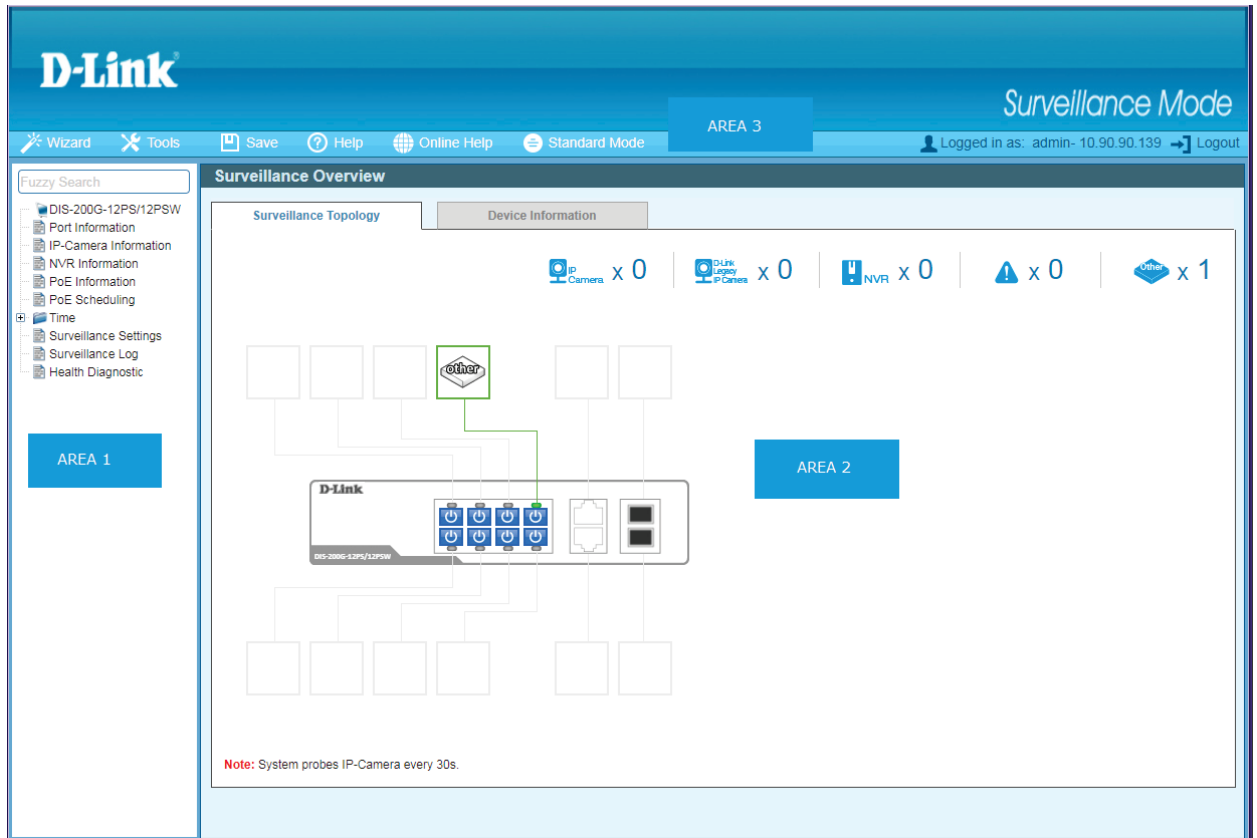 D-Link
Surveillance Mode
AREA 3
Wizard Tools Save Help Online Help Standard Mode Logged in as: admin- 10.90.90.139 Logout
Fuzzy Search
DIS-200G-12PS/12PSW
Port Information
IP-Camera Information
NVR Information
PoE Information
PoE Scheduling
Time
Surveillance Settings
Surveillance Log
Health Diagnostic
AREA 1
Surveillance Overview
Surveillance Topology Device Information
IP Camera x 0 D-Link Legacy IP Camera x 0 NVR x 0 x 0 Other x 1
other
AREA 2
D-Link
DIS-200G-12PS/12PSW
Note: System probes IP-Camera every 30s.